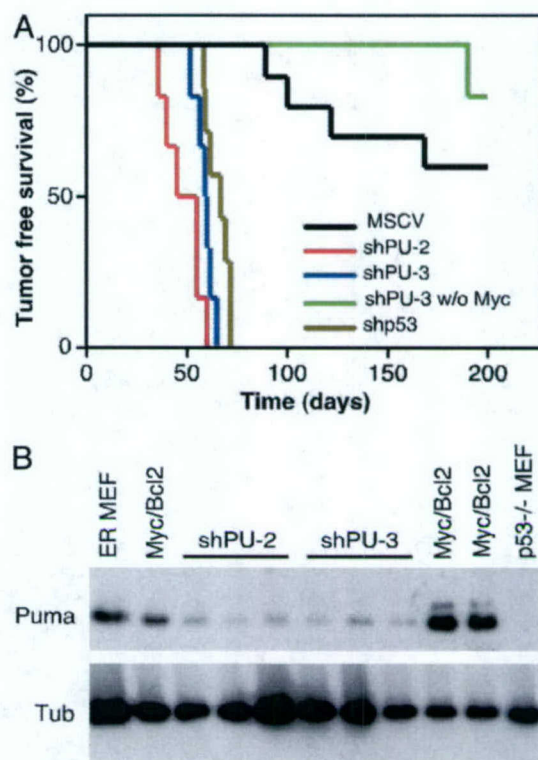 A
Tumor free survival (%)
100
50
0
MSCV
shPU-2
shPU-3
shPU-3 w/o Myc
shp53
0 50 100 150 200
Time (days)
B
ER MEF
Myc/Bcl2
shPU-2
shPU-3
Myc/Bcl2
Myc/Bcl2
p53-/- MEF
Puma
Tub